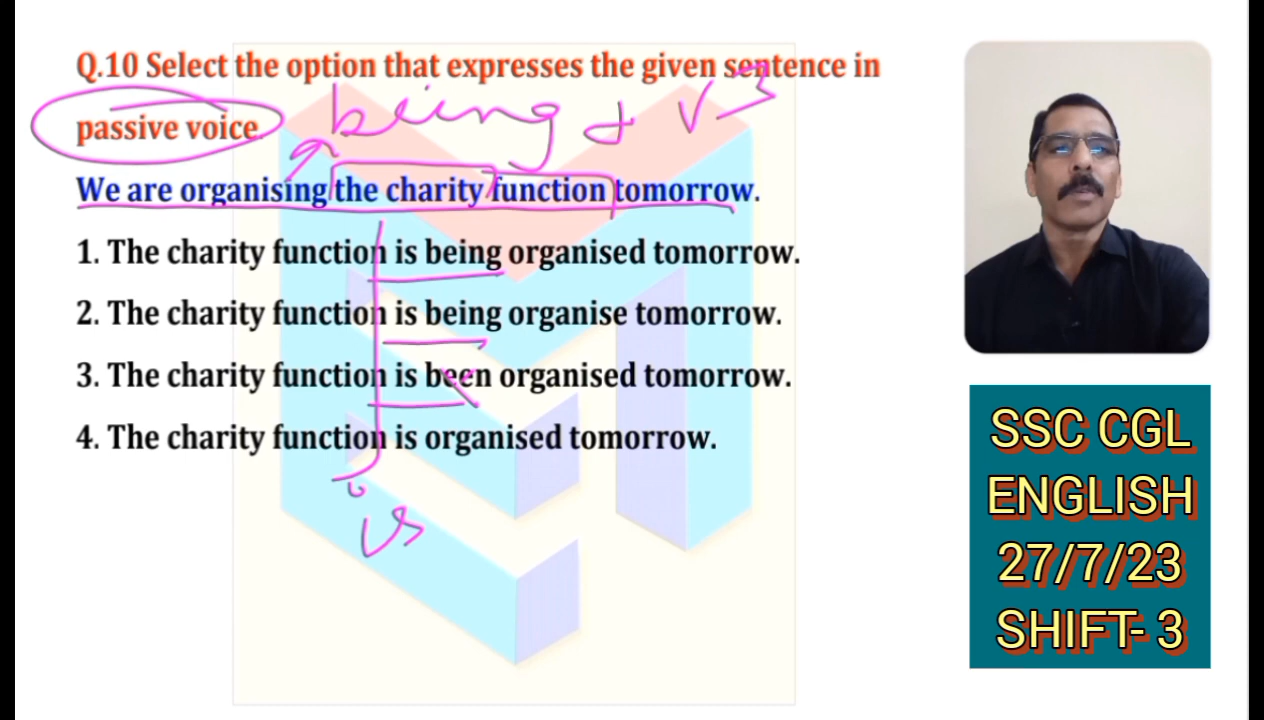 Q.10 Select the option that expresses the given sentence in
passive voice.
being + V3
We are organising the charity function tomorrow.
1. The charity function is being organised tomorrow.
2. The charity function is being organise tomorrow.
3. The charity function is been organised tomorrow.
4. The charity function is organised tomorrow.
is
SSC CGL
ENGLISH
27/7/23
SHIFT- 3